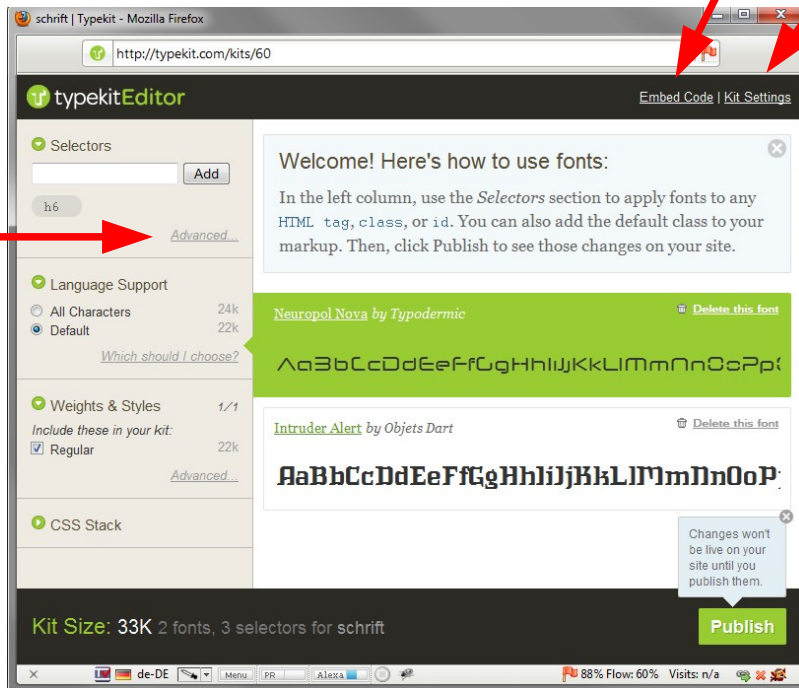 schrift | Typekit - Mozilla Firefox
http://typekit.com/kits/60
typekitEditor
Embed Code | Kit Settings
Selectors
Add
h6
Advanced...
Language Support
All Characters 24k
Default 22k
Which should I choose?
Weights & Styles 1/1
Include these in your kit:
Regular 22k
Advanced...
CSS Stack
Welcome! Here's how to use fonts:
In the left column, use the Selectors section to apply fonts to any
HTML tag, class, or id. You can also add the default class to your
markup. Then, click Publish to see those changes on your site.
Neuropol Nova by Typodermic
Delete this font
AaBbCcDdEeFfGgHhIiJjKkLlMmNnOoPp
Intruder Alert by Objets Dart
Delete this font
AaBbCcDdEeFfGgHhIiJjKkLlMmNnOoP
Changes won't
be live on your
site until you
publish them.
Kit Size: 33K 2 fonts, 3 selectors for schrift
Publish
de-DE
Menu
PR
Alexa
88% Flow: 60% Visits: n/a